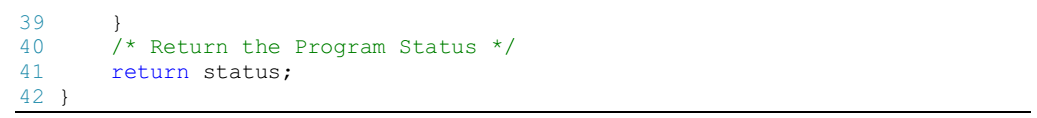 39     }
40     /* Return the Program Status */
41     return status;
42 }